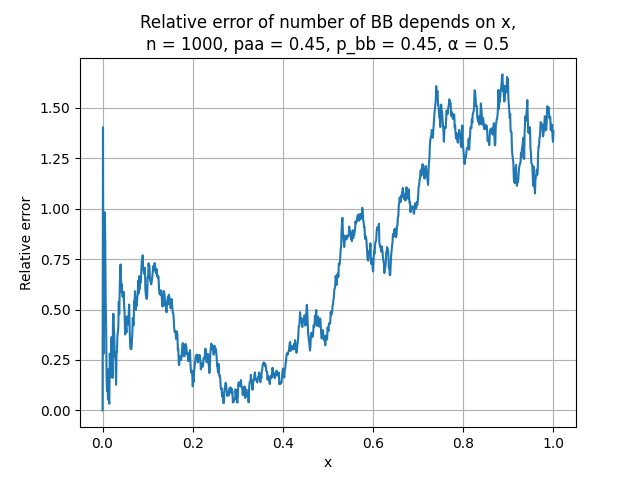 Relative error of number of BB depends on x,
n = 1000, paa = 0.45, p_bb = 0.45, α = 0.5
1.50
1.25
1.00
0.75
0.50
0.25
0.00
Relative error
0.0 0.2 0.4 0.6 0.8 1.0
x